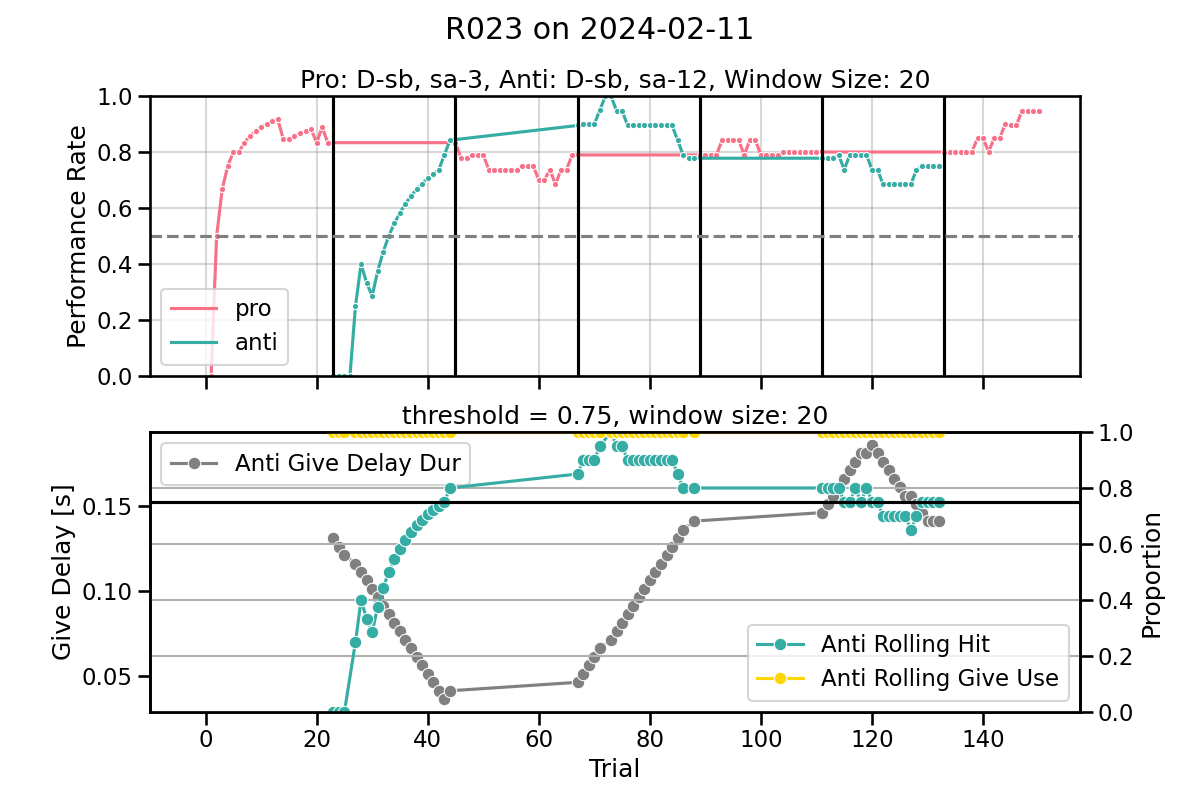 R023 on 2024-02-11
Pro: D-sb, sa-3, Anti: D-sb, sa-12, Window Size: 20
1.0
0.8
0.6
0.4
0.2
0.0
Performance Rate
pro
anti
threshold = 0.75, window size: 20
Anti Give Delay Dur
0.15
0.10
0.05
Give Delay [s]
1.0
0.8
0.6
0.4
0.2
0.0
Proportion
Anti Rolling Hit
Anti Rolling Give Use
0 20 40 60 80 100 120 140
Trial